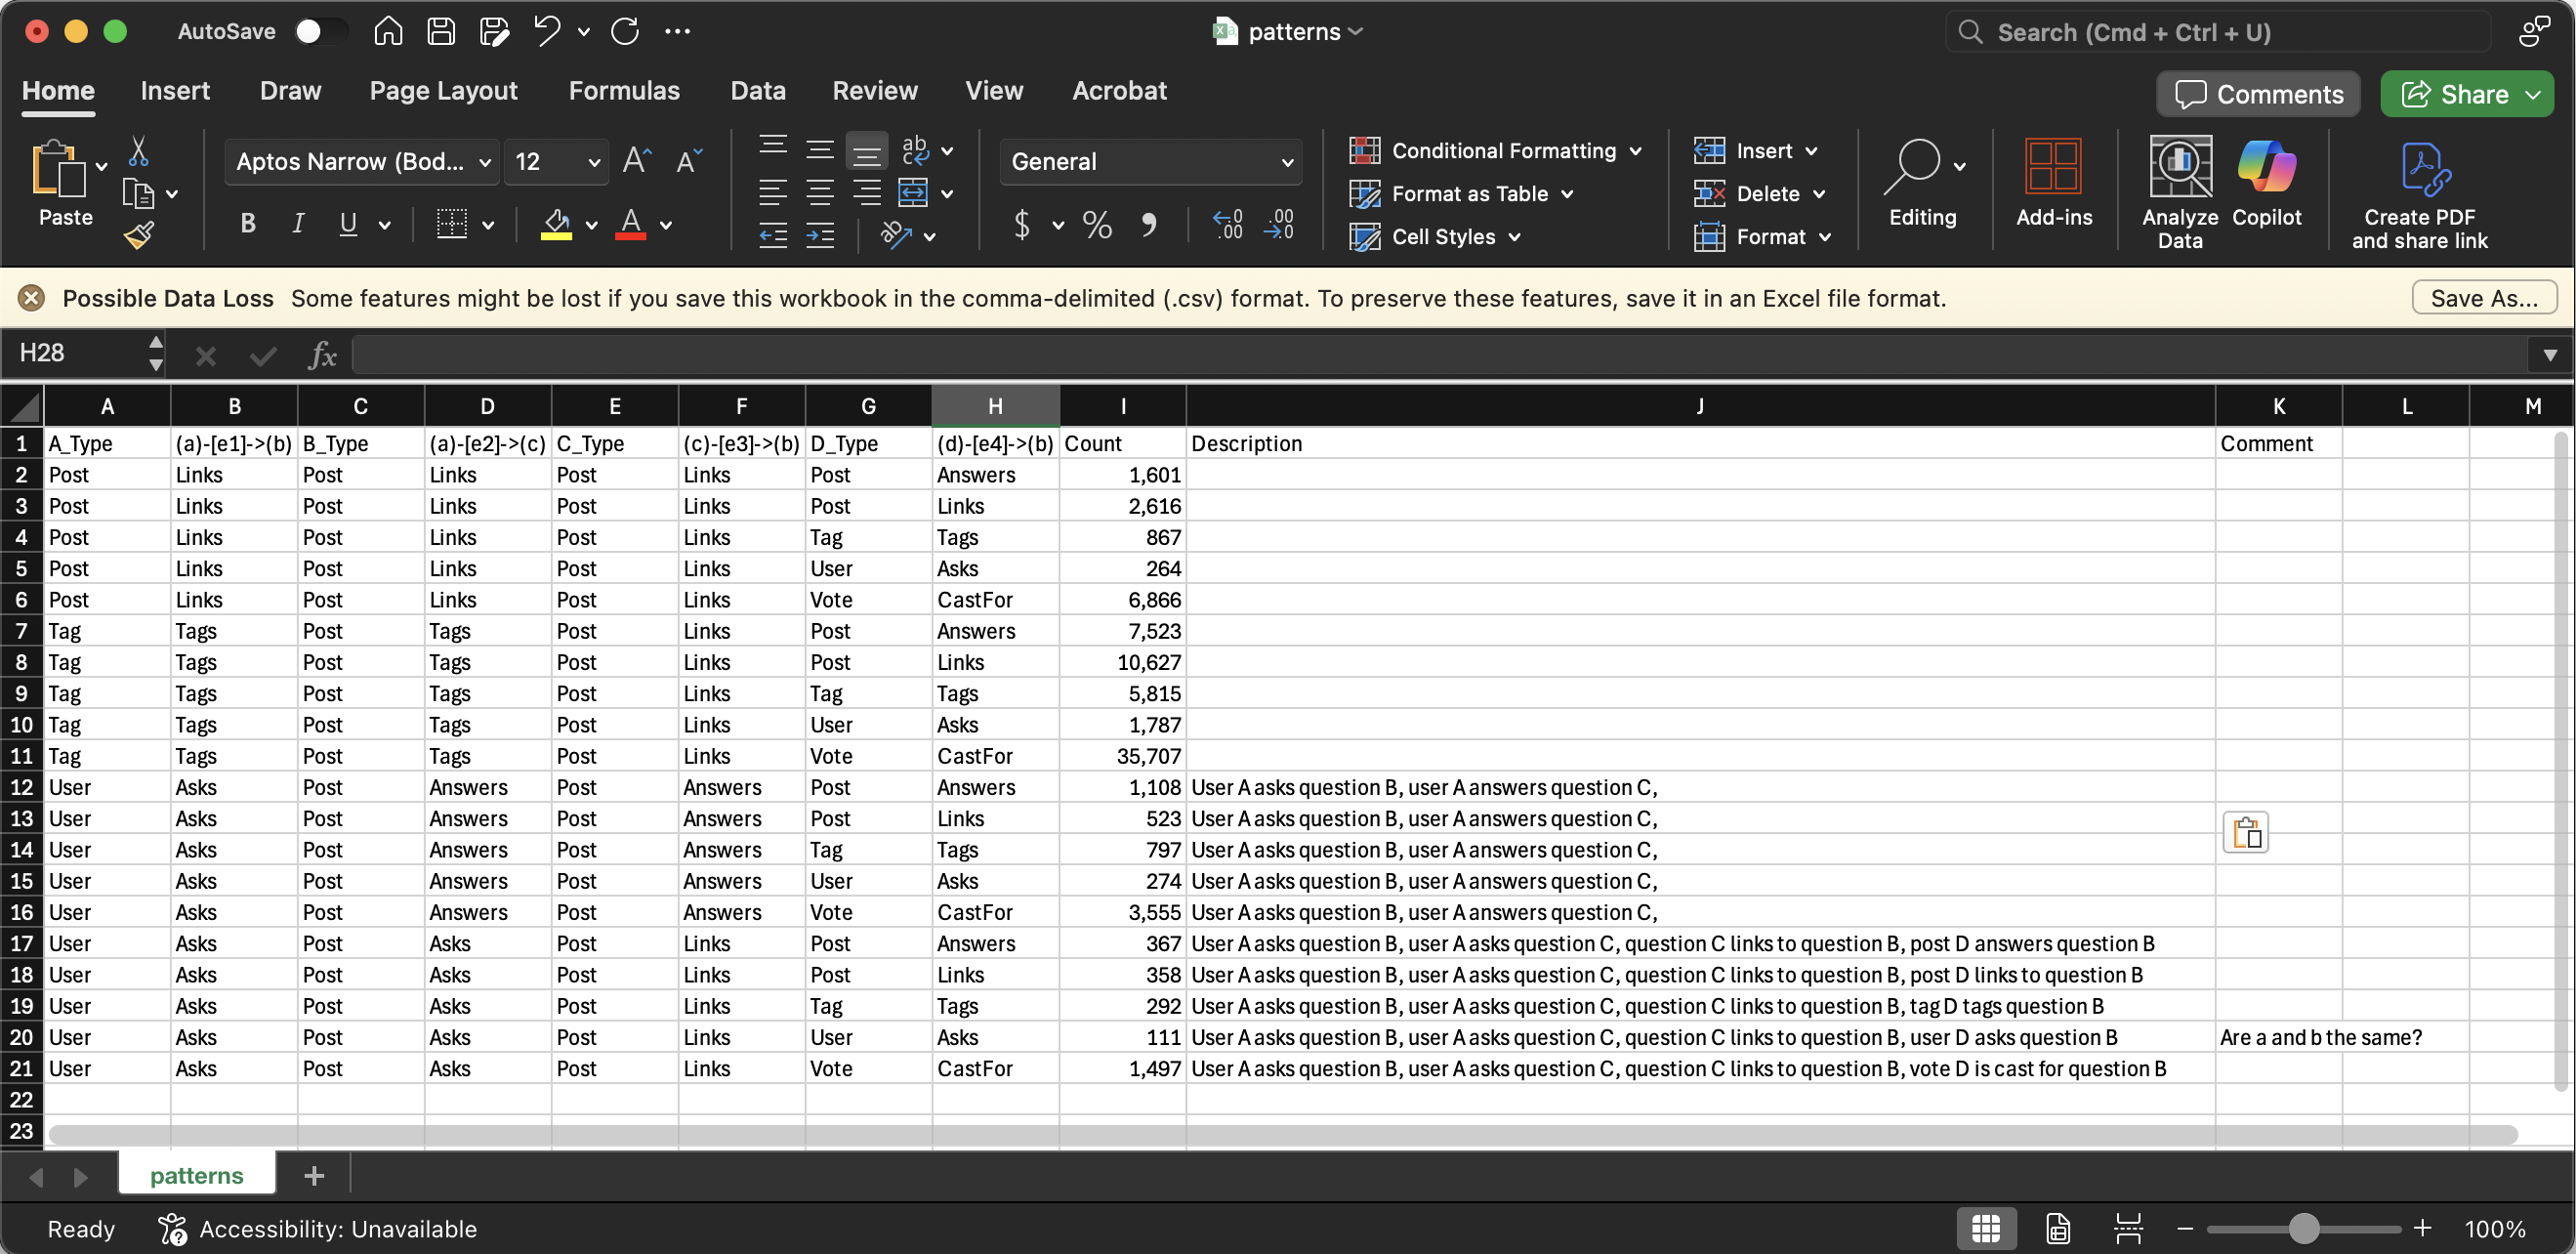 AutoSave patterns Search (Cmd + Ctrl + U)
Home Insert Draw Page Layout Formulas Data Review View Acrobat Comments Share
Paste Aptos Narrow (Bod... 12 General Conditional Formatting Format as Table Cell Styles Insert Delete Format Editing Add-ins Analyze Data Copilot Create PDF and share link
Possible Data Loss Some features might be lost if you save this workbook in the comma-delimited (.csv) format. To preserve these features, save it in an Excel file format. Save As...
H28 fx
A B C D E F G H I J K L M
1 A_Type (a)-[e1]->(b) B_Type (a)-[e2]->(c) C_Type (c)-[e3]->(b) D_Type (d)-[e4]->(b) Count Description Comment
2 Post Links Post Links Post Links Post Answers 1,601
3 Post Links Post Links Post Links Post Links 2,616
4 Post Links Post Links Post Links Tag Tags 867
5 Post Links Post Links Post Links User Asks 264
6 Post Links Post Links Post Links Vote CastFor 6,866
7 Tag Tags Post Tags Post Links Post Answers 7,523
8 Tag Tags Post Tags Post Links Post Links 10,627
9 Tag Tags Post Tags Post Links Tag Tags 5,815
10 Tag Tags Post Tags Post Links User Asks 1,787
11 Tag Tags Post Tags Post Links Vote CastFor 35,707
12 User Asks Post Answers Post Answers Post Answers 1,108 User A asks question B, user A answers question C,
13 User Asks Post Answers Post Answers Post Links 523 User A asks question B, user A answers question C,
14 User Asks Post Answers Post Answers Tag Tags 797 User A asks question B, user A answers question C,
15 User Asks Post Answers Post Answers User Asks 274 User A asks question B, user A answers question C,
16 User Asks Post Answers Post Answers Vote CastFor 3,555 User A asks question B, user A answers question C,
17 User Asks Post Asks Post Links Post Answers 367 User A asks question B, user A asks question C, question C links to question B, post D answers question B
18 User Asks Post Asks Post Links Post Links 358 User A asks question B, user A asks question C, question C links to question B, post D links to question B
19 User Asks Post Asks Post Links Tag Tags 292 User A asks question B, user A asks question C, question C links to question B, tag D tags question B
20 User Asks Post Asks Post Links User Asks 111 User A asks question B, user A asks question C, question C links to question B, user D asks question B Are a and b the same?
21 User Asks Post Asks Post Links Vote CastFor 1,497 User A asks question B, user A asks question C, question C links to question B, vote D is cast for question B
22
23
patterns +
Ready Accessibility: Unavailable 100%